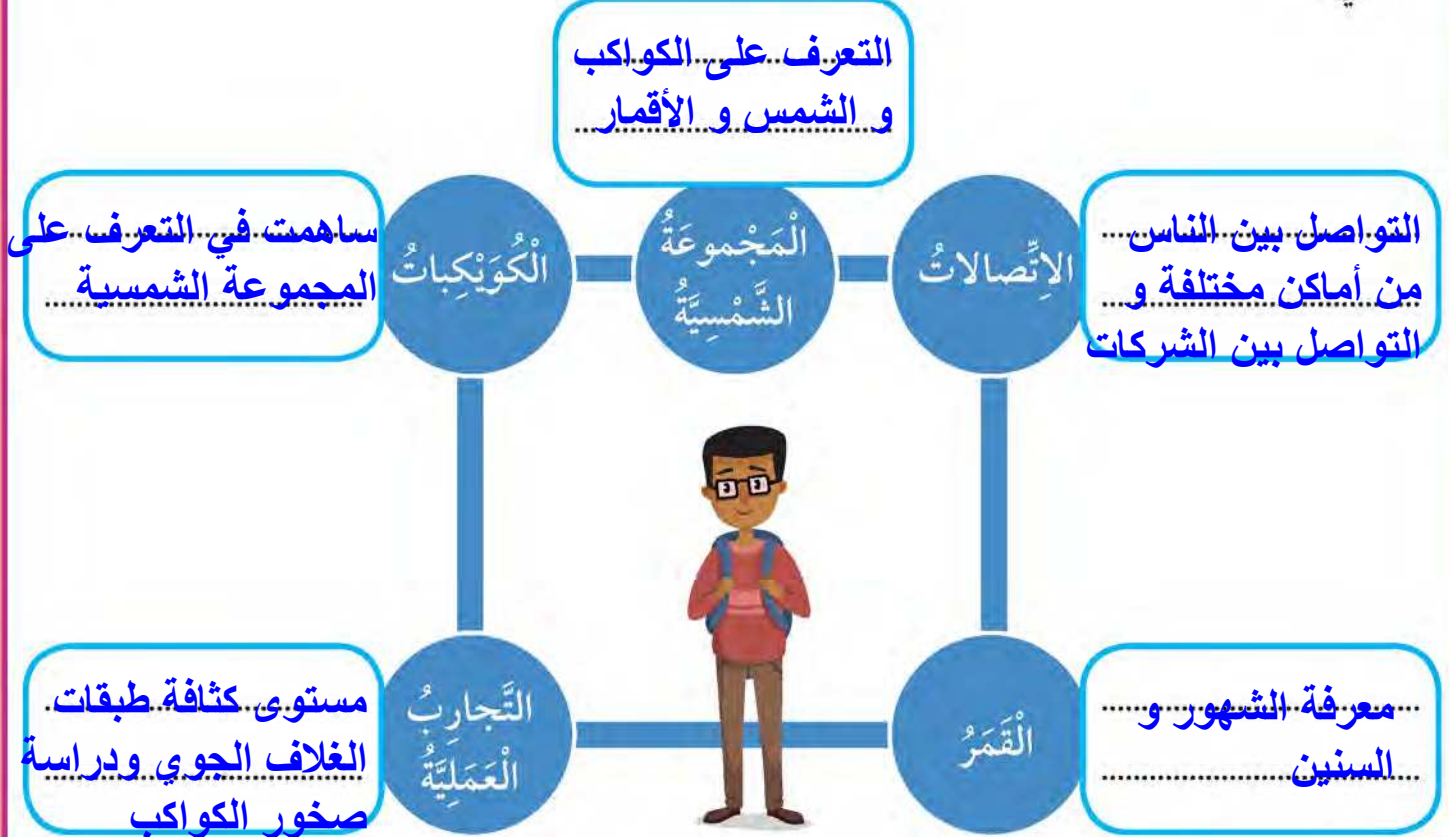 التعرف على الكواكب
و الشمس و الأقمار
التواصل بين الناس
من أماكن مختلفة و
التواصل بين الشركات
الِاتِّصالاتُ
الْمَجْموعَةُ
الشَّمْسِيَّةُ
الْكُوَيْكِباتُ
ساهمت في التعرف على
المجموعة الشمسية
معرفة الشهور و
السنين
الْقَمَرُ
التَّجارِبُ
الْعَمَلِيَّةُ
مستوى كثافة طبقات
الغلاف الجوي ودراسة
صخور الكواكب